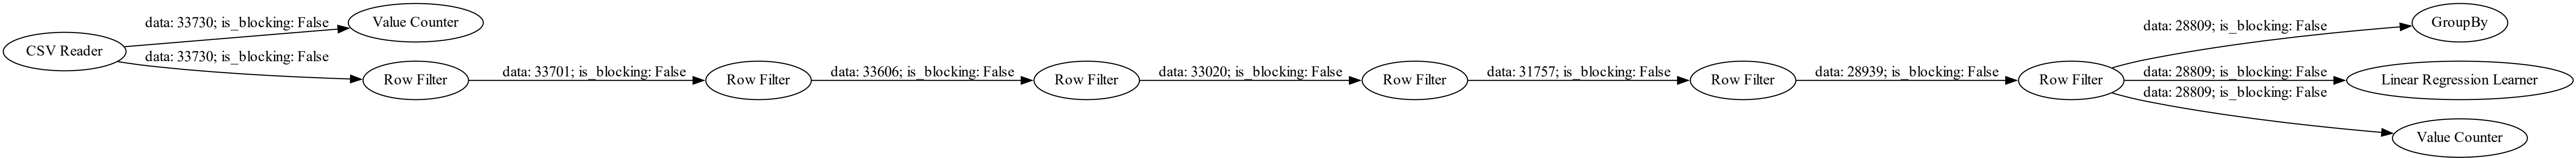 data: 33730; is_blocking: False
Value Counter
CSV Reader
data: 33730; is_blocking: False
Row Filter
data: 33701; is_blocking: False
Row Filter
data: 33606; is_blocking: False
Row Filter
data: 33020; is_blocking: False
Row Filter
data: 31757; is_blocking: False
Row Filter
data: 28939; is_blocking: False
Row Filter
data: 28809; is_blocking: False
GroupBy
data: 28809; is_blocking: False
Linear Regression Learner
data: 28809; is_blocking: False
Value Counter